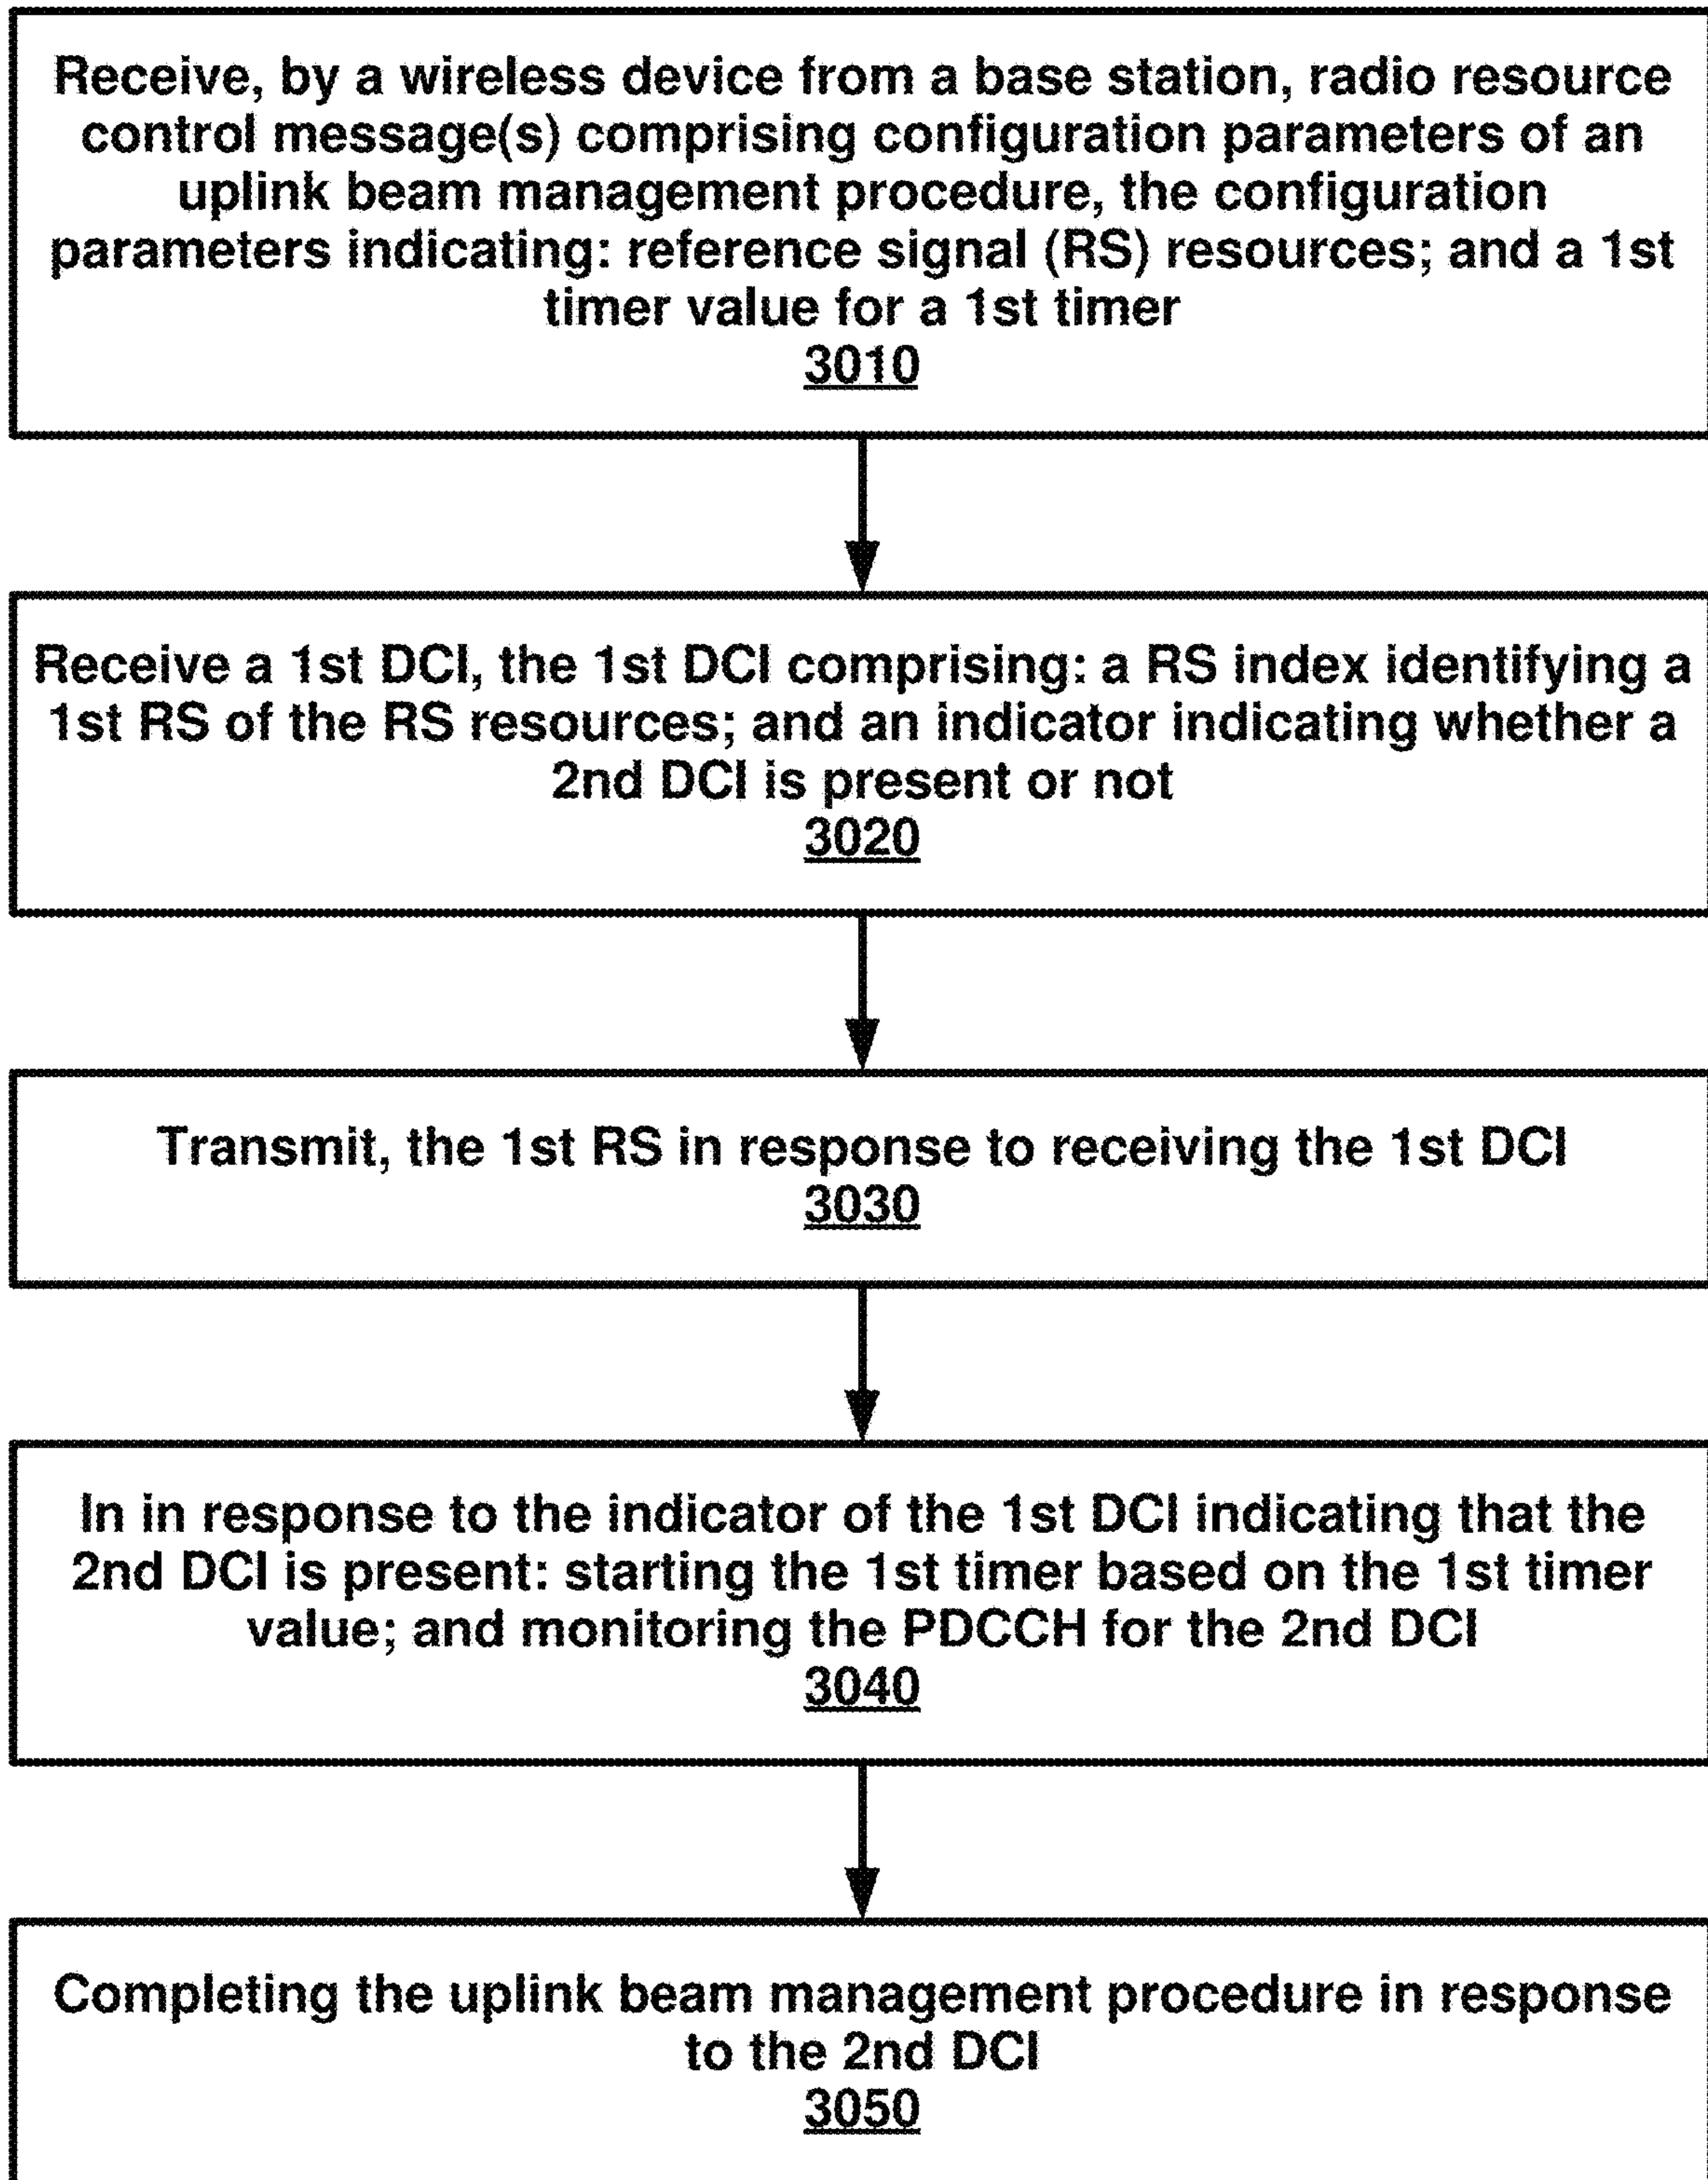 Receive, by a wireless device from a base station, radio resource
control message(s) comprising configuration parameters of an
uplink beam management procedure, the configuration
parameters indicating: reference signal (RS) resources; and a 1st
timer value for a 1st timer
3010
Receive a 1st DCI, the 1st DCI comprising: a RS index identifying a
1st RS of the RS resources; and an indicator indicating whether a
2nd DCI is present or not
3020
Transmit, the 1st RS in response to receiving the 1st DCI
3030
In in response to the indicator of the 1st DCI indicating that the
2nd DCI is present: starting the 1st timer based on the 1st timer
value; and monitoring the PDCCH for the 2nd DCI
3040
Completing the uplink beam management procedure in response
to the 2nd DCI
3050